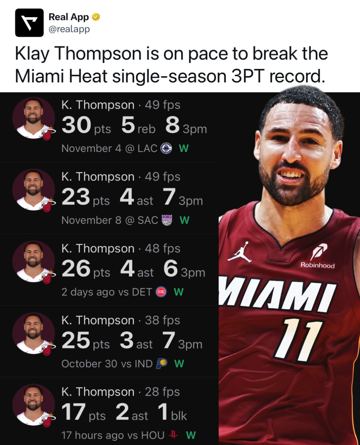 Real App
@realapp
Klay Thompson is on pace to break the
Miami Heat single-season 3PT record.
K. Thompson · 49 fps
30 pts 5 reb 8 3pm
November 4 @ LAC W
K. Thompson · 49 fps
23 pts 4 ast 7 3pm
November 8 @ SAC W
K. Thompson · 48 fps
26 pts 4 ast 6 3pm
2 days ago vs DET W
K. Thompson · 38 fps
25 pts 3 ast 7 3pm
October 30 vs IND W
K. Thompson · 28 fps
17 pts 2 ast 1 blk
17 hours ago vs HOU W
Robinhood
MIAMI
11